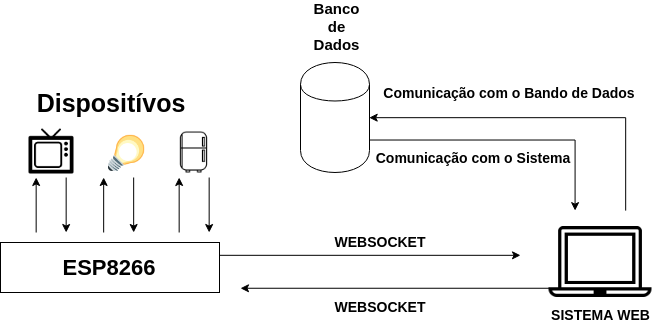 Banco
de
Dados
Comunicação com o Bando de Dados
Dispositívos
Comunicação com o Sistema
WEBSOCKET
ESP8266
WEBSOCKET
SISTEMA WEB